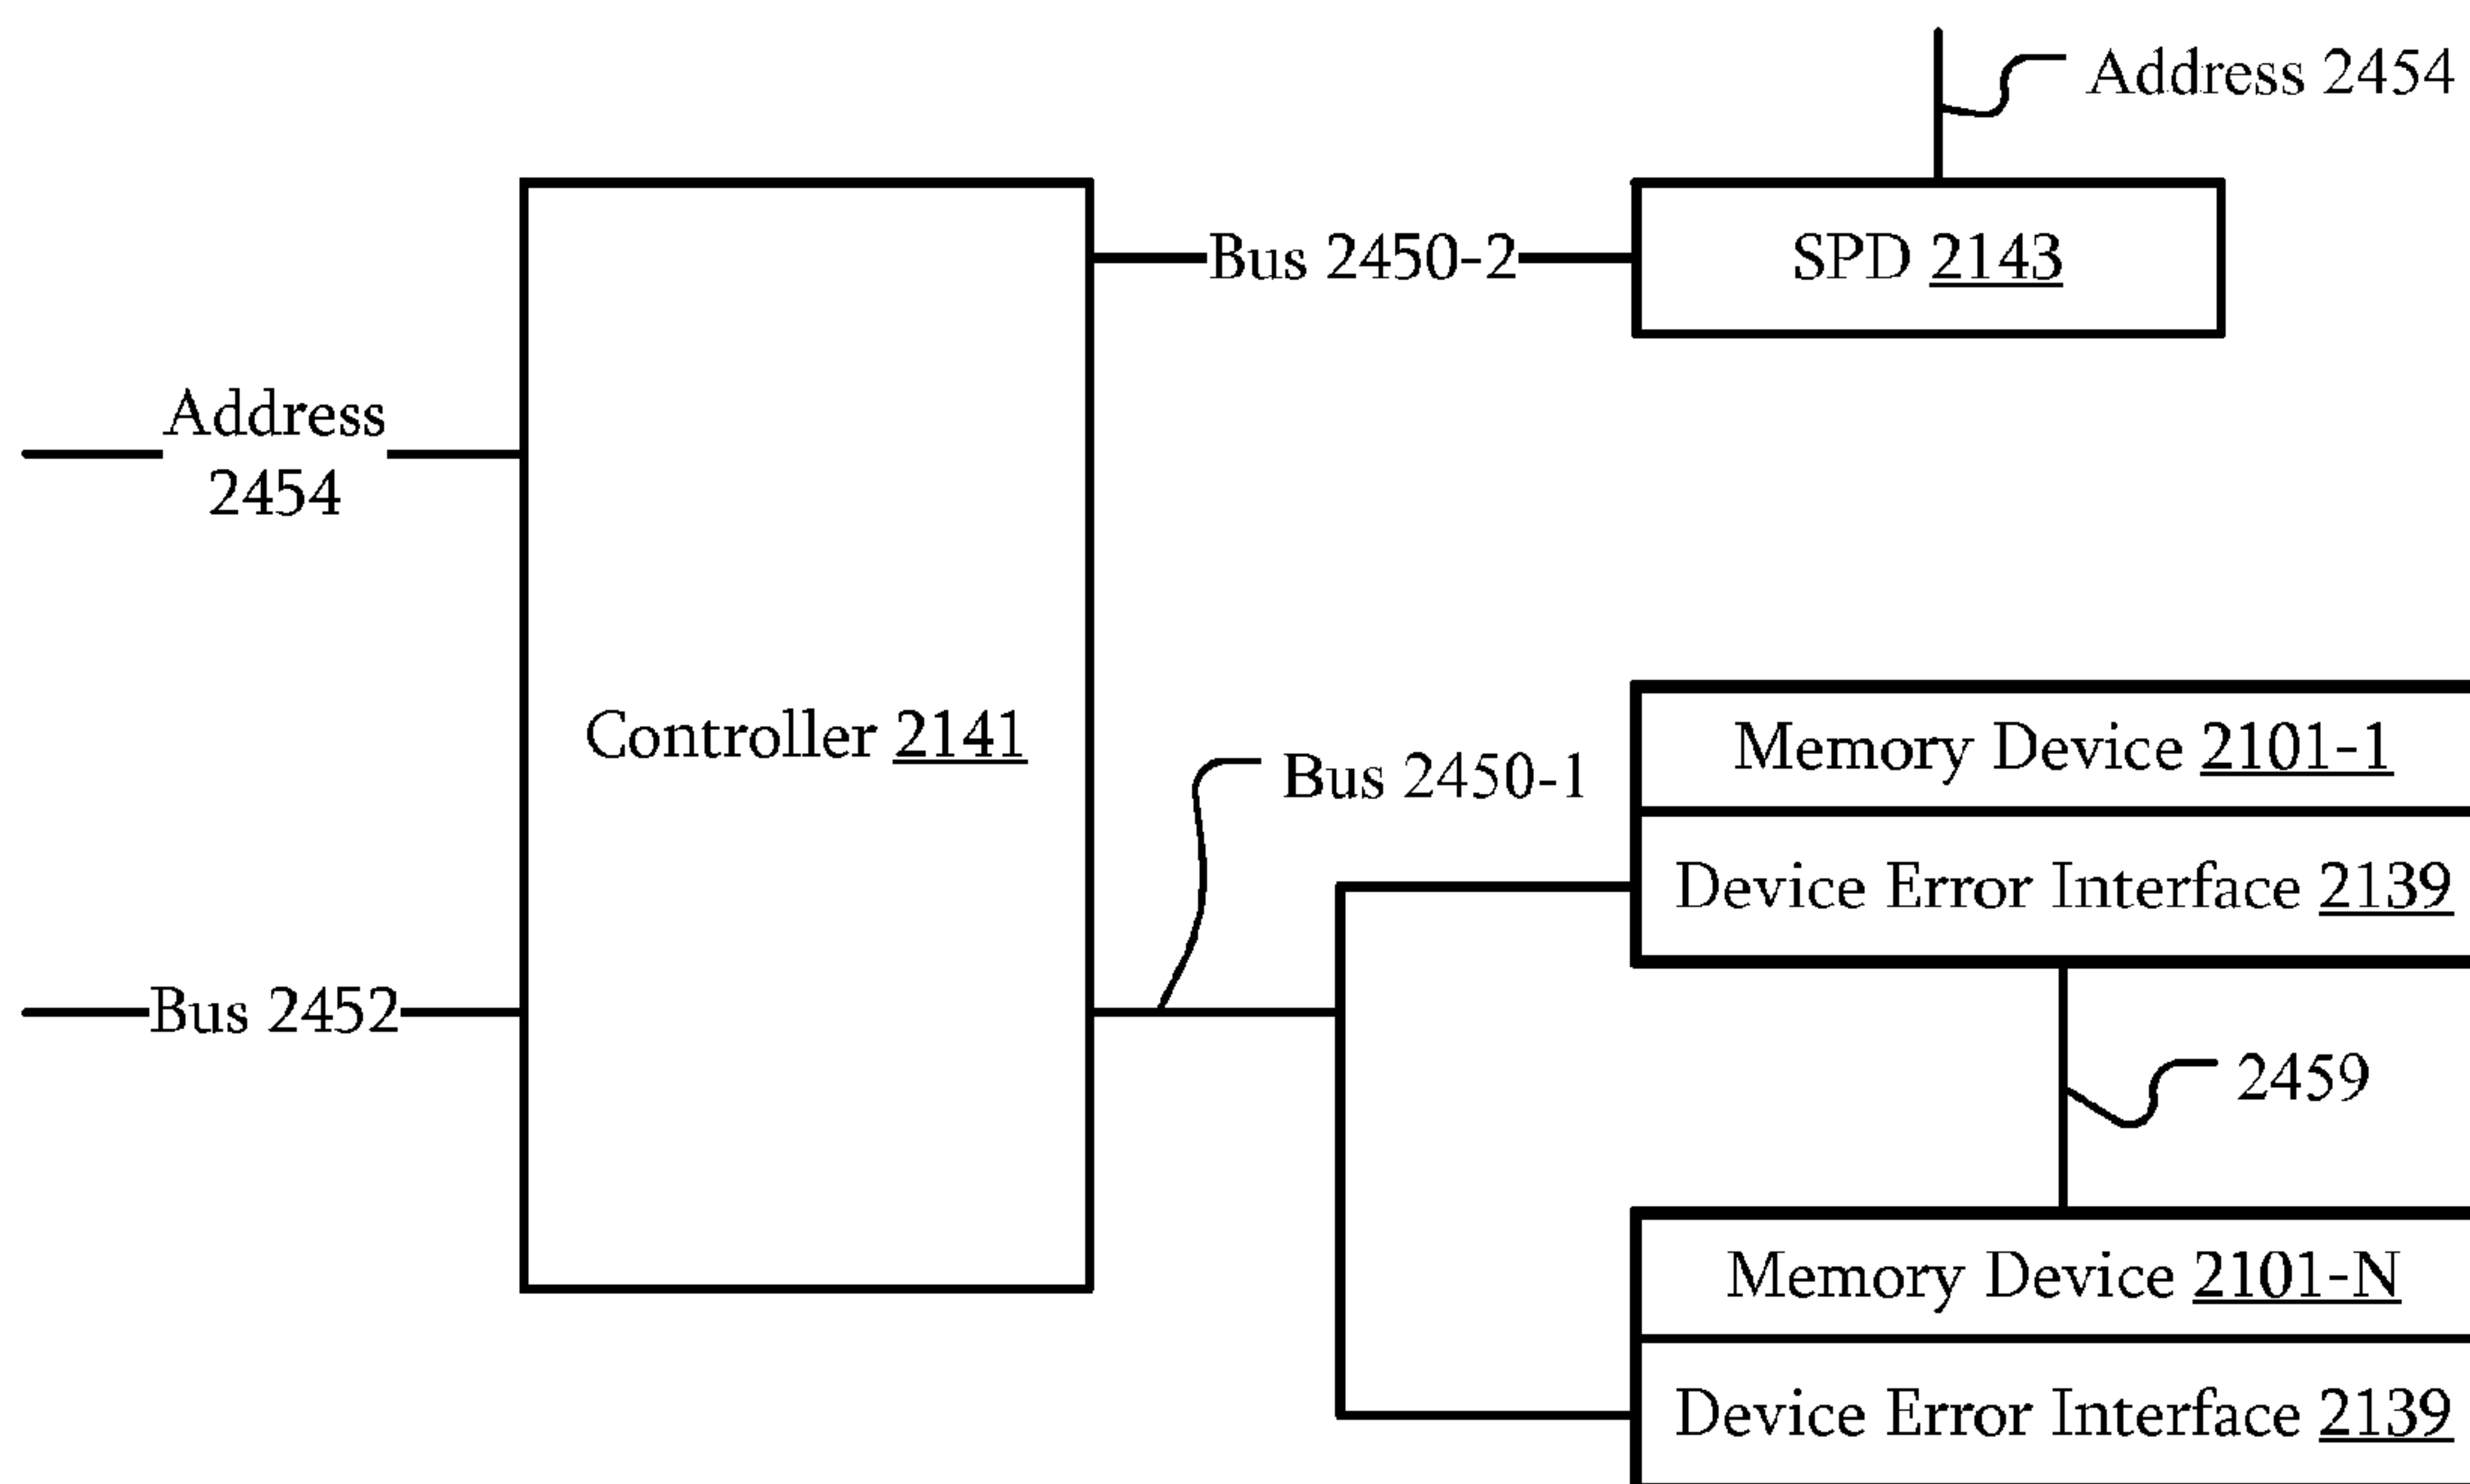 Address 2454
Bus 2450-2
SPD 2143
Address
2454
Controller 2141
Bus 2450-1
Memory Device 2101-1
Device Error Interface 2139
Bus 2452
2459
Memory Device 2101-N
Device Error Interface 2139